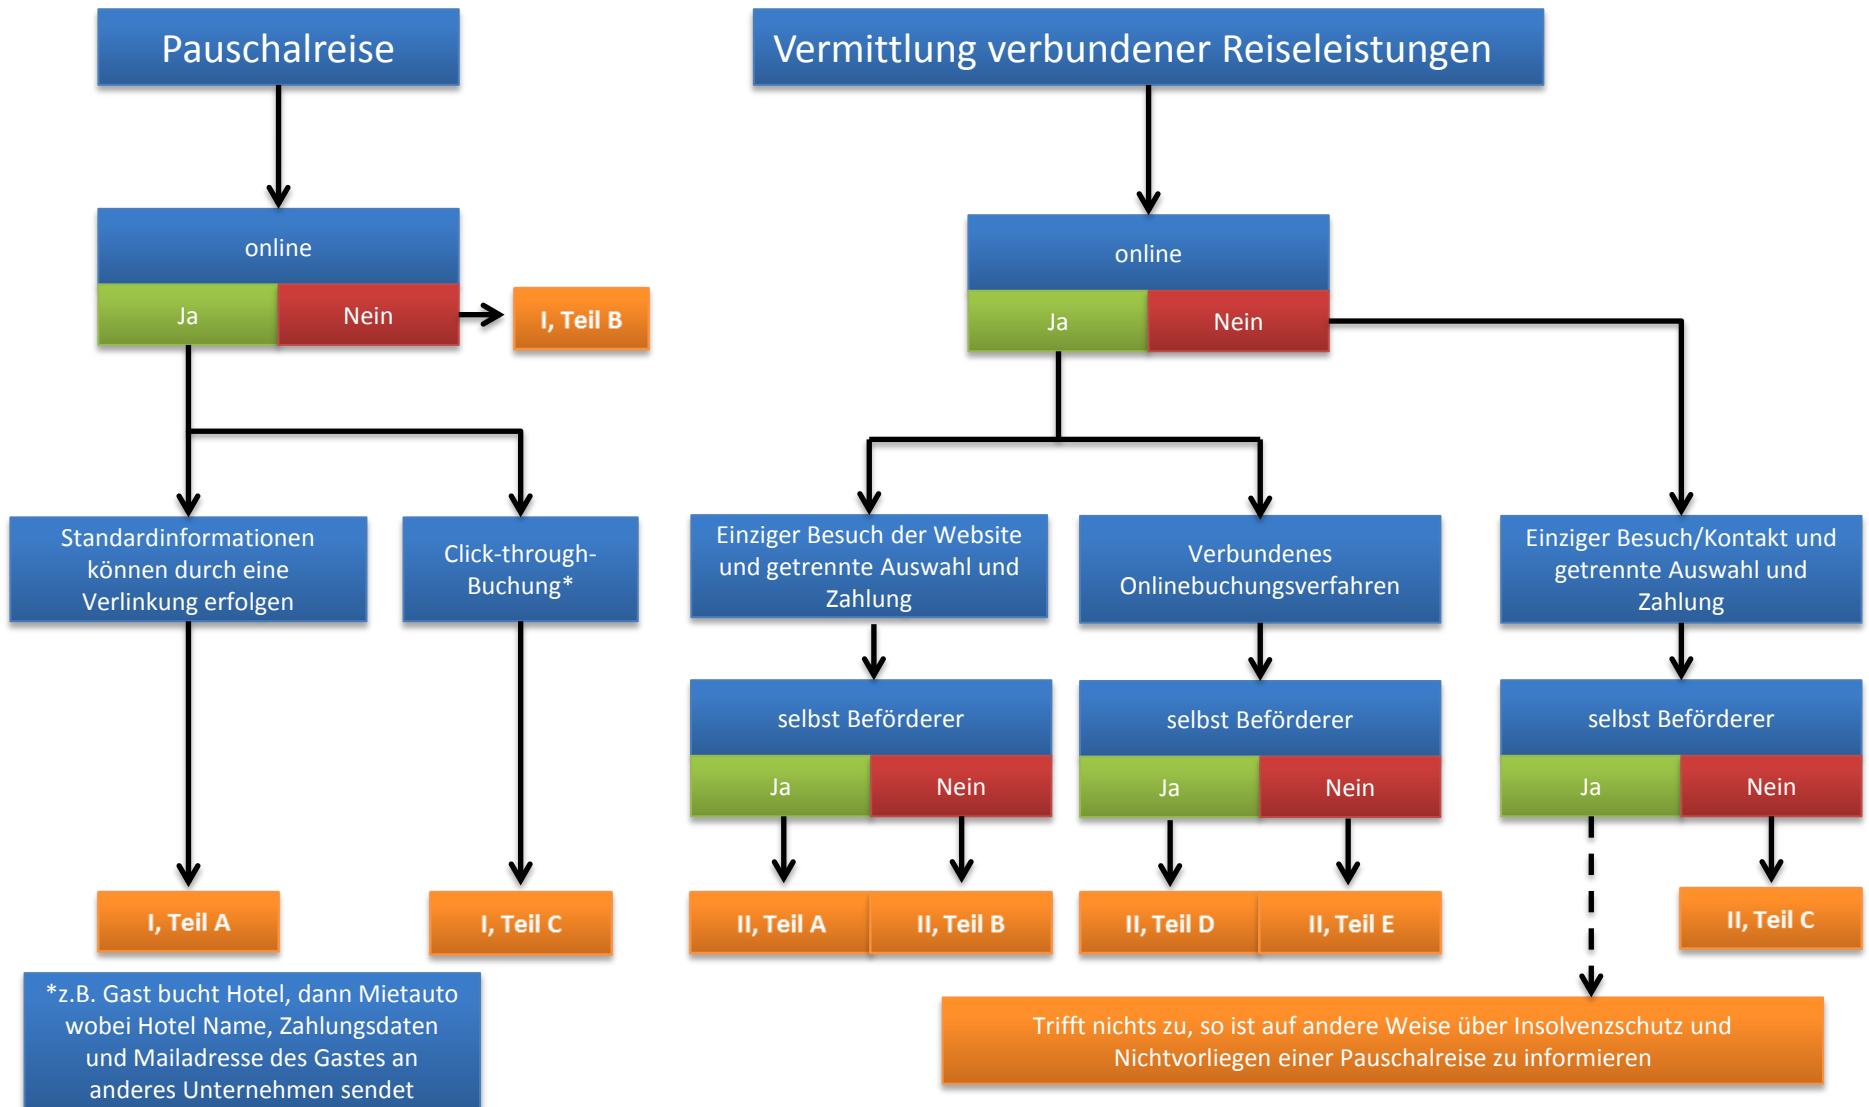 Pauschalreise
Vermittlung verbundener Reiseleistungen
online
Ja
Nein
I, Teil B
online
Ja
Nein
Standardinformationen
können durch eine
Verlinkung erfolgen
Click-through-
Buchung*
Einziger Besuch der Website
und getrennte Auswahl und
Zahlung
Verbundenes
Onlinebuchungsverfahren
Einziger Besuch/Kontakt und
getrennte Auswahl und
Zahlung
selbst Beförderer
Ja
Nein
selbst Beförderer
Ja
Nein
selbst Beförderer
Ja
Nein
I, Teil A
I, Teil C
II, Teil A
II, Teil B
II, Teil D
II, Teil E
II, Teil C
*z.B. Gast bucht Hotel, dann Mietauto
wobei Hotel Name, Zahlungsdaten
und Mailadresse des Gastes an
anderes Unternehmen sendet
Trifft nichts zu, so ist auf andere Weise über Insolvenzschutz und
Nichtvorliegen einer Pauschalreise zu informieren